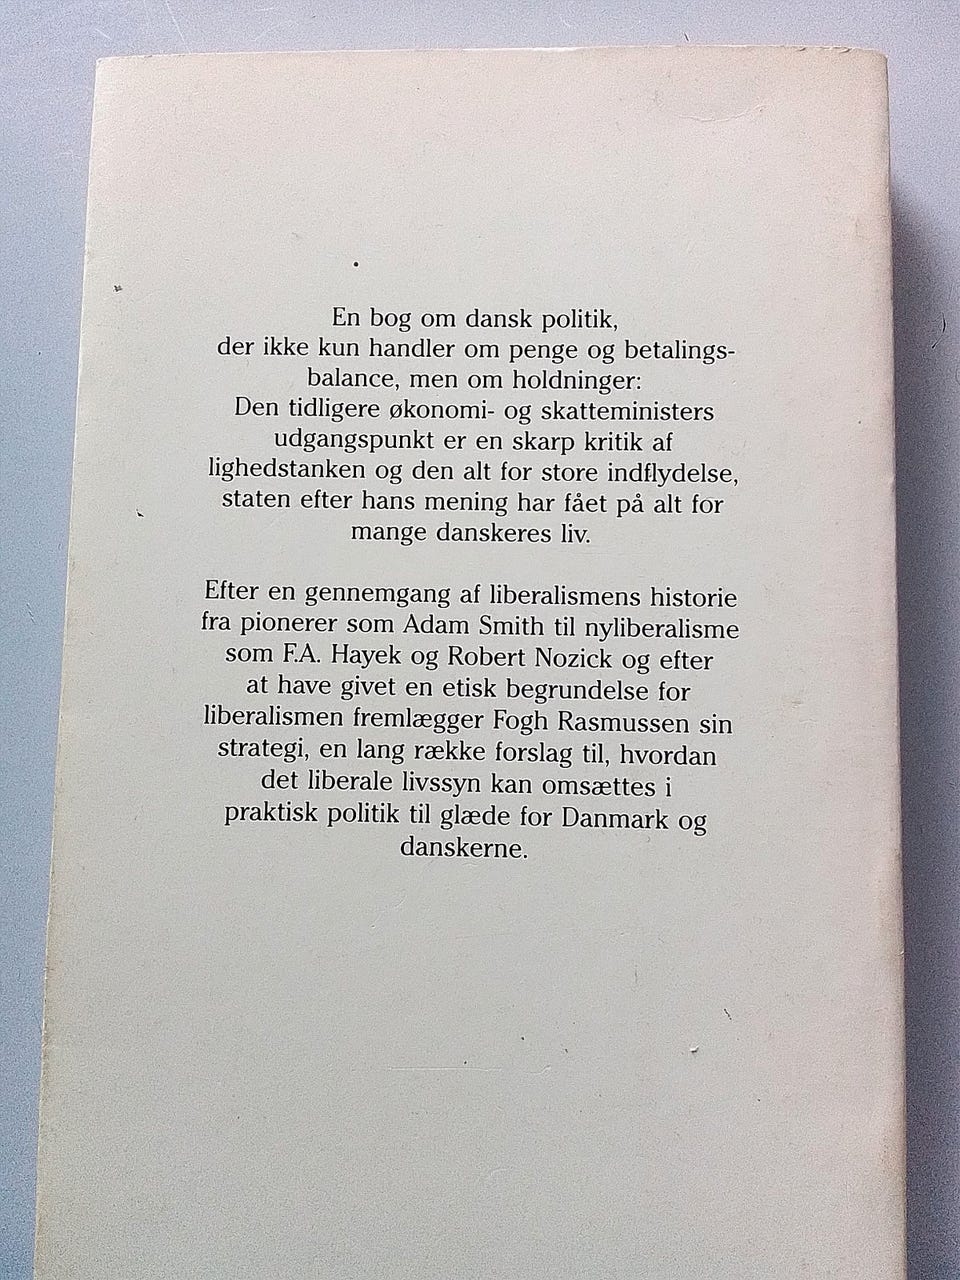 En bog om dansk politik,
der ikke kun handler om penge og betalings-
balance, men om holdninger:
Den tidligere økonomi- og skatteministers
udgangspunkt er en skarp kritik af
lighedstanken og den alt for store indflydelse,
staten efter hans mening har fået på alt for
mange danskeres liv.
Efter en gennemgang af liberalismens historie
fra pionerer som Adam Smith til nyliberalisme
som F.A. Hayek og Robert Nozick og efter
at have givet en etisk begrundelse for
liberalismen fremlægger Fogh Rasmussen sin
strategi, en lang række forslag til, hvordan
det liberale livssyn kan omsættes i
praktisk politik til glæde for Danmark og
danskerne.